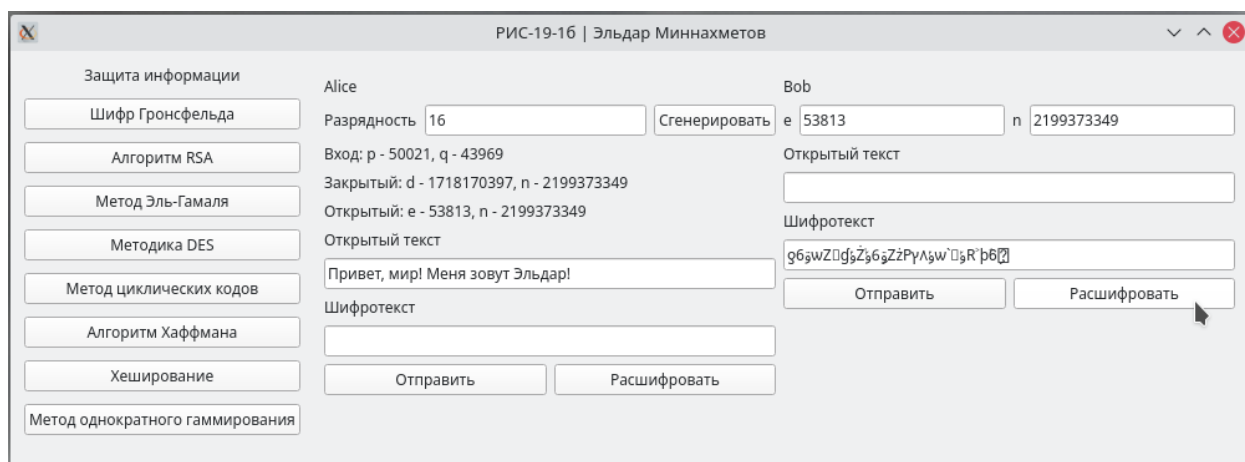 РИС-19-1б | Эльдар Миннахметов
Защита информации
Шифр Гронсфельда
Алгоритм RSA
Метод Эль-Гамаля
Методика DES
Метод циклических кодов
Алгоритм Хаффмана
Хеширование
Метод однократного гаммирования
Alice
Разрядность 16 Сгенерировать
Вход: p - 50021, q - 43969
Закрытый: d - 1718170397, n - 2199373349
Открытый: e - 53813, n - 2199373349
Открытый текст
Привет, мир! Меня зовут Эльдар!
Шифротекст
Отправить Расшифровать
Bob
e 53813 n 2199373349
Открытый текст
Шифротекст
Отправить Расшифровать